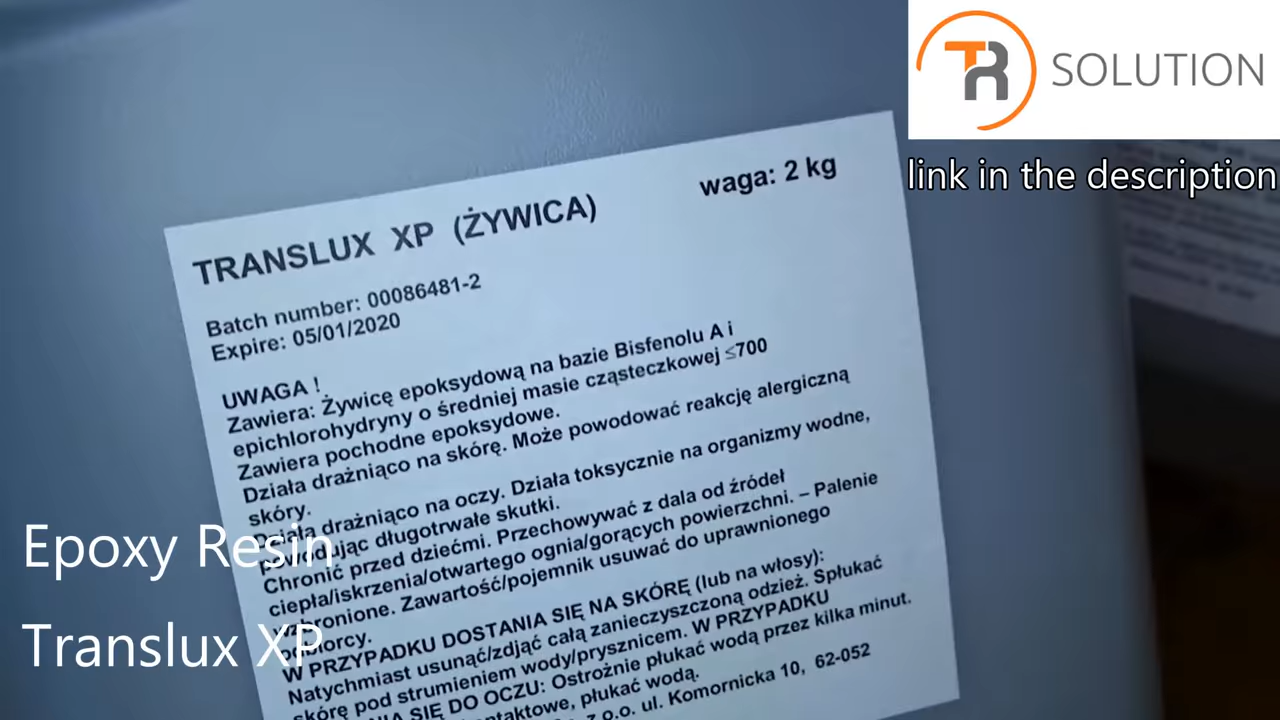 TR SOLUTION
link in the description
waga: 2 kg
TRANSLUX XP (ŻYWICA)
Batch number: 00086481-2
Expire: 05/01/2020
UWAGA !
Zawiera: Żywicę epoksydową na bazie Bisfenolu A i
epichlorohydryny o średniej masie cząsteczkowej ≤700
Zawiera pochodne epoksydowe.
Działa drażniąco na skórę. Może powodować reakcję alergiczną
skóry.
Działa drażniąco na oczy. Działa toksycznie na organizmy wodne,
powodując długotrwałe skutki.
Chronić przed dziećmi. Przechowywać z dala od źródeł
ciepła/iskrzenia/otwartego ognia/gorących powierzchni. – Palenie
wzbronione. Zawartość/pojemnik usuwać do uprawnionego
odbiorcy.
W PRZYPADKU DOSTANIA SIĘ NA SKÓRĘ (lub na włosy):
Natychmiast usunąć/zdjąć całą zanieczyszczoną odzież. Spłukać
skórę pod strumieniem wody/prysznicem. W PRZYPADKU
SIĘ DO OCZU: Ostrożnie płukać wodą przez kilka minut.
płukać wodą.
z o.o. ul. Komornicka 10, 62-052
Epoxy Resin
Translux XP